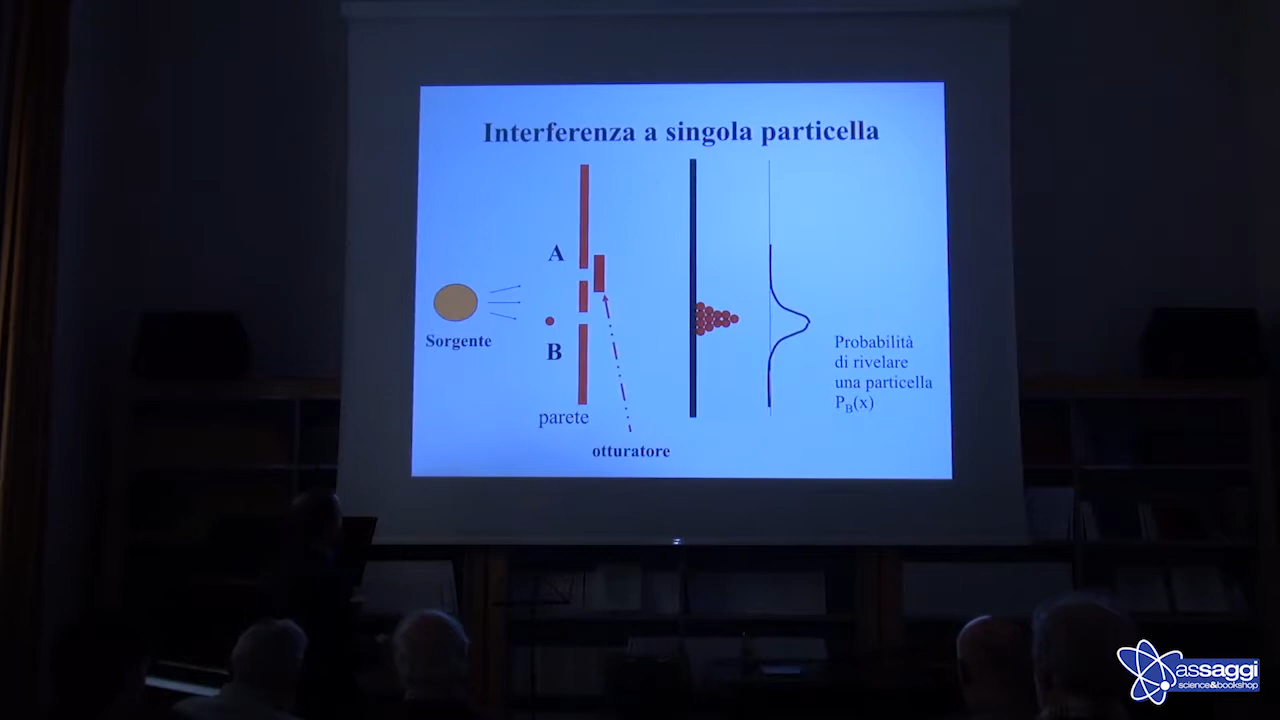 Interferenza a singola particella
A
Sorgente
B
parete
otturatore
Probabilità
di rivelare
una particella
P_B(x)
assaggi
science&bookshop